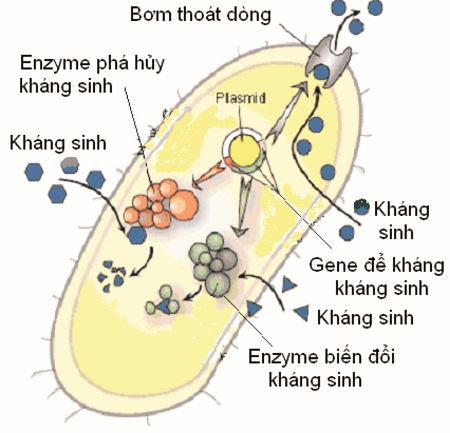 Bơm thoát dòng
Enzyme phá hủy
kháng sinh
Plasmid
Kháng sinh
Kháng
sinh
Gene để kháng
kháng sinh
Kháng sinh
Enzyme biến đổi
kháng sinh